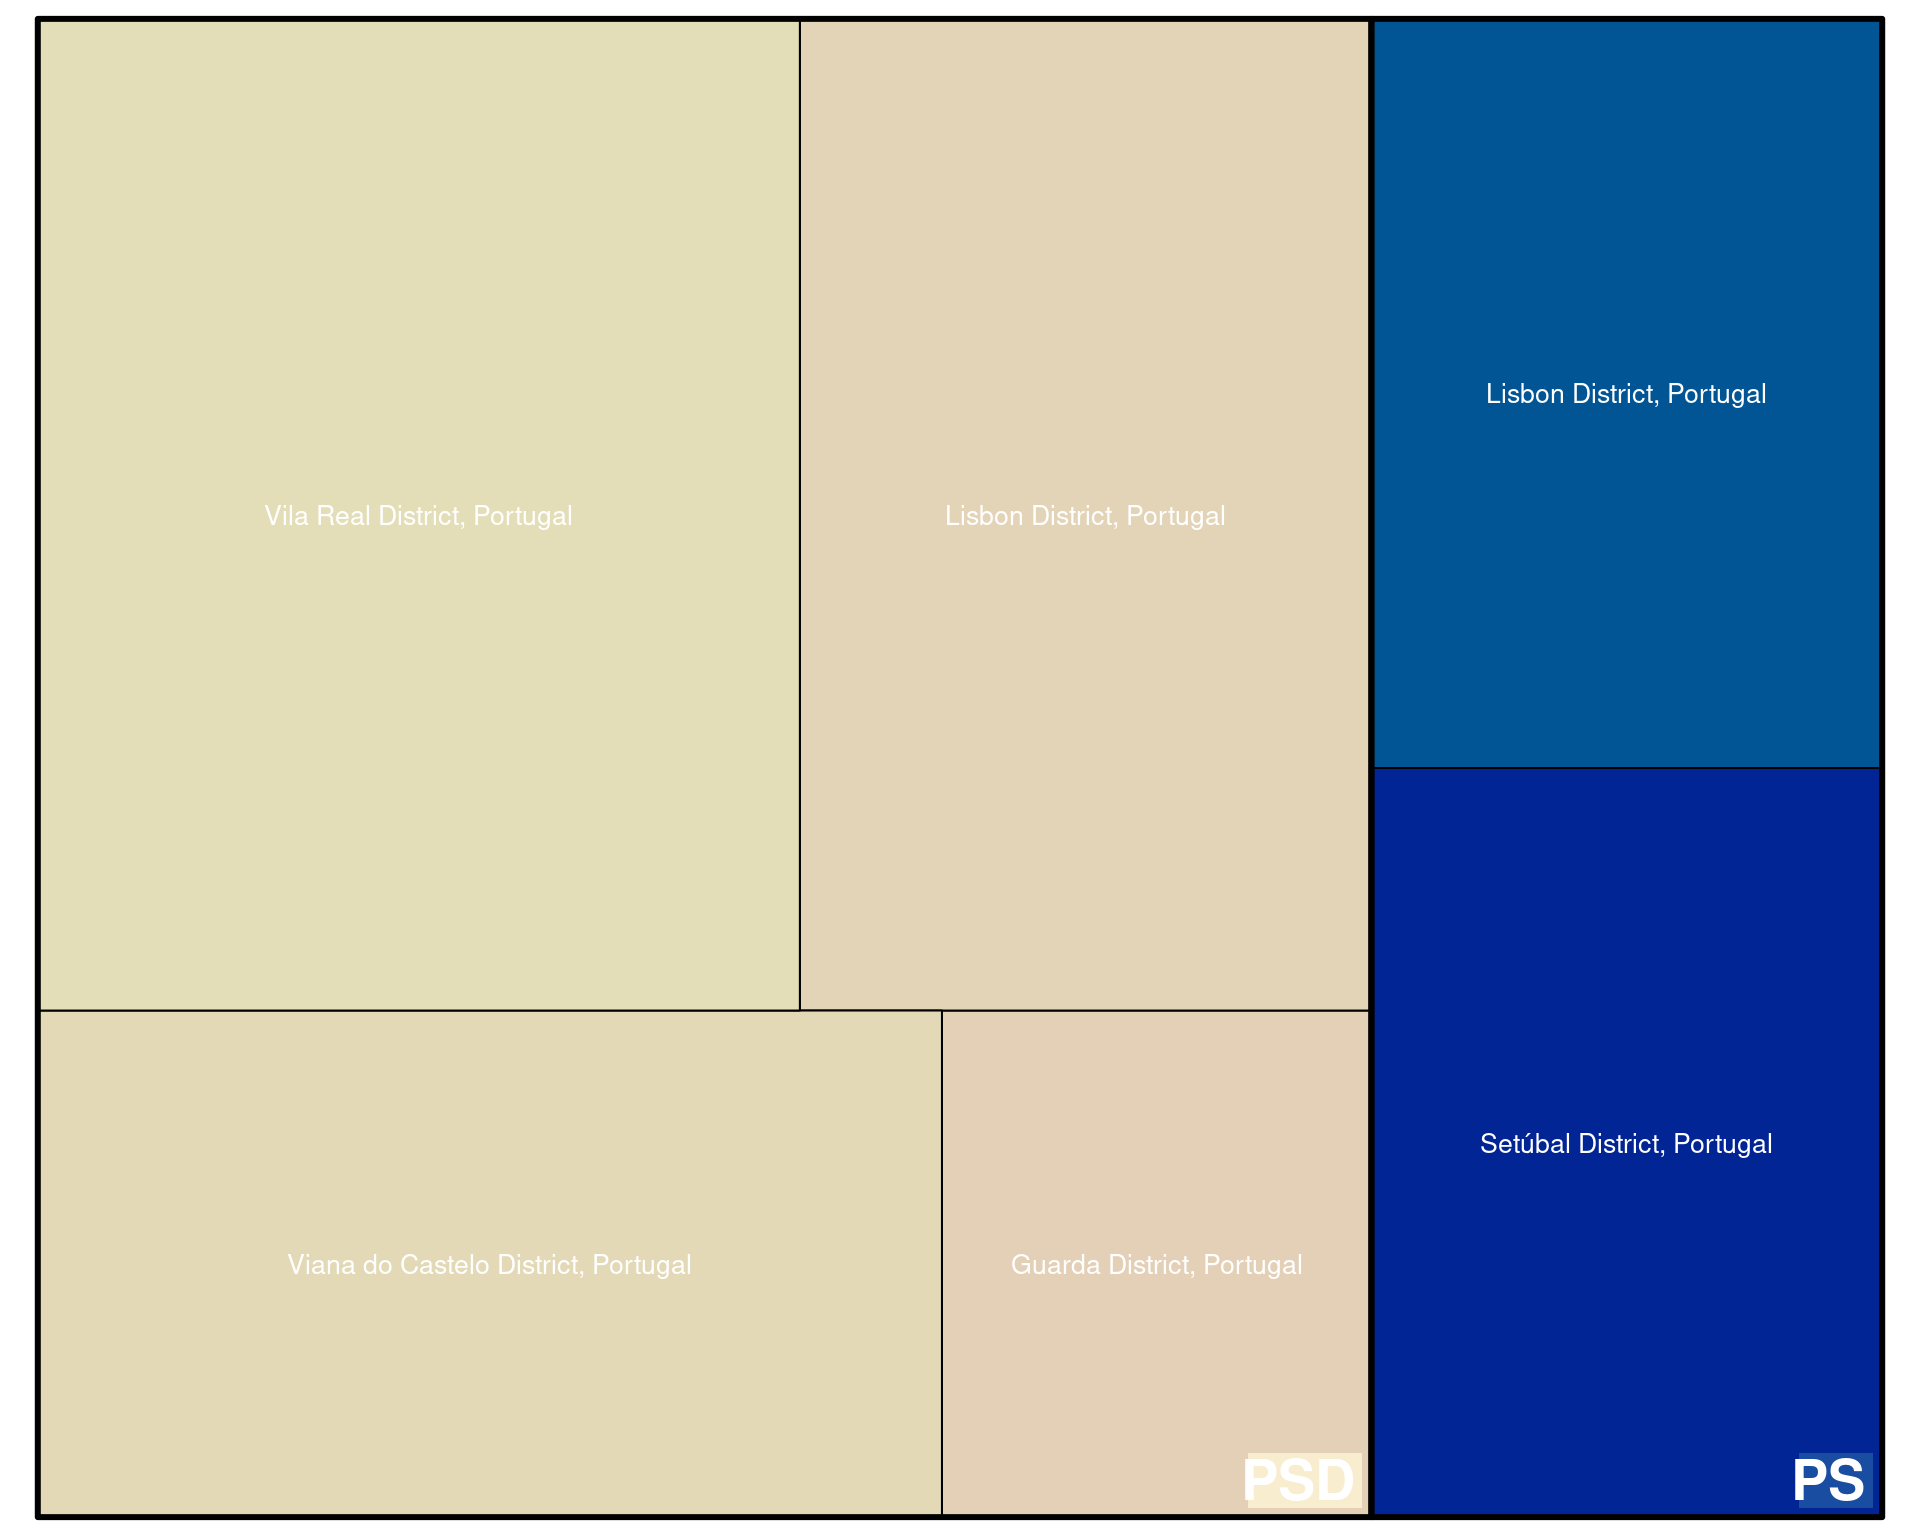 Vila Real District, Portugal
Lisbon District, Portugal
Lisbon District, Portugal
Viana do Castelo District, Portugal
Guarda District, Portugal
Setúbal District, Portugal
PSD
PS